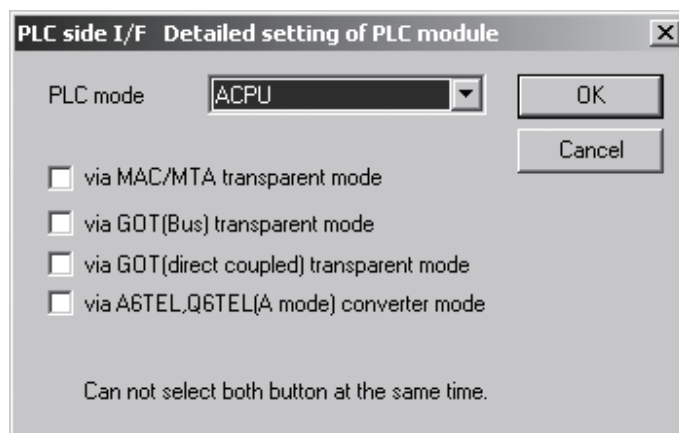 PLC side I/F Detailed setting of PLC module
PLC mode ACPU OK
Cancel
via MAC/MTA transparent mode
via GOT(Bus) transparent mode
via GOT(direct coupled) transparent mode
via A6TEL,Q6TEL(A mode) converter mode
Can not select both button at the same time.